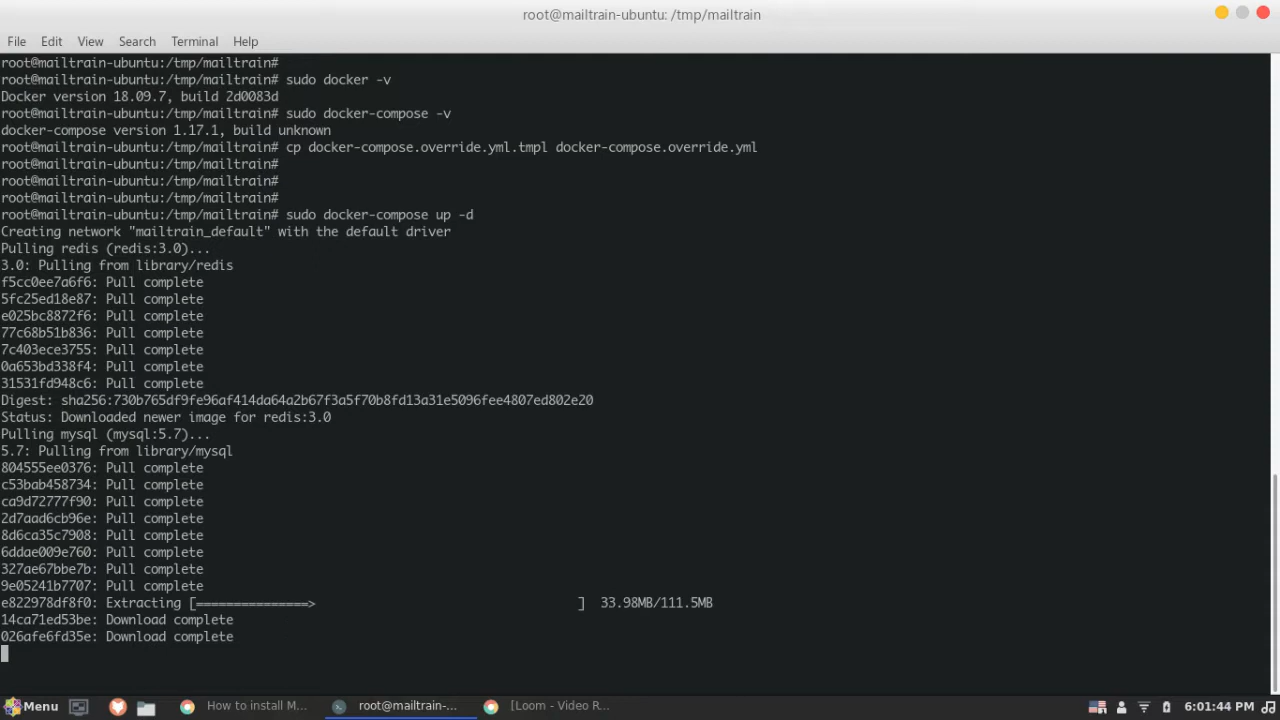 root@mailtrain-ubuntu: /tmp/mailtrain
File Edit View Search Terminal Help
root@mailtrain-ubuntu:/tmp/mailtrain#
root@mailtrain-ubuntu:/tmp/mailtrain# sudo docker -v
Docker version 18.09.7, build 2d0083d
root@mailtrain-ubuntu:/tmp/mailtrain# sudo docker-compose -v
docker-compose version 1.17.1, build unknown
root@mailtrain-ubuntu:/tmp/mailtrain# cp docker-compose.override.yml.tmpl docker-compose.override.yml
root@mailtrain-ubuntu:/tmp/mailtrain#
root@mailtrain-ubuntu:/tmp/mailtrain#
root@mailtrain-ubuntu:/tmp/mailtrain#
root@mailtrain-ubuntu:/tmp/mailtrain# sudo docker-compose up -d
Creating network "mailtrain_default" with the default driver
Pulling redis (redis:3.0)...
3.0: Pulling from library/redis
f5cc0ee7a6f6: Pull complete
5fc25ed18e87: Pull complete
e025bc8872f6: Pull complete
77c68b51b836: Pull complete
7c403ece3755: Pull complete
0a653bd338f4: Pull complete
31531fd948c6: Pull complete
Digest: sha256:730b765df9fe96af414da64a2b67f3a5f70b8fd13a31e5096fee4807ed802e20
Status: Downloaded newer image for redis:3.0
Pulling mysql (mysql:5.7)...
5.7: Pulling from library/mysql
804555ee0376: Pull complete
c53bab458734: Pull complete
ca9d72777f90: Pull complete
2d7aad6cb96e: Pull complete
8d6ca35c7908: Pull complete
6ddae009e760: Pull complete
327ae67bbe7b: Pull complete
9e05241b7707: Pull complete
e822978df8f0: Extracting [===============> ] 33.98MB/111.5MB
14ca71ed53be: Download complete
026afe6fd35e: Download complete
Menu How to install M... root@mailtrain-... [Loom - Video R... 6:01:44 PM